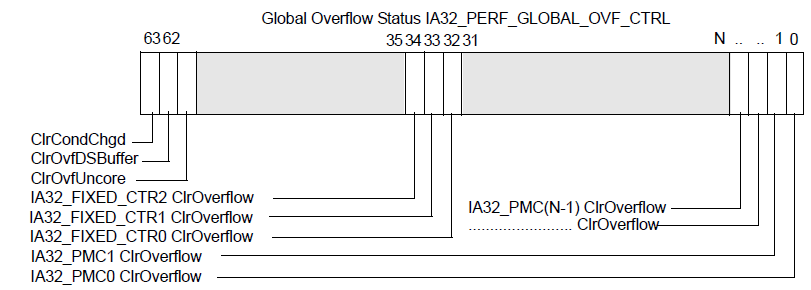 Global Overflow Status IA32_PERF_GLOBAL_OVF_CTRL
63 62 35 34 33 32 31 N .. .. 1 0
ClrCondChgd
ClrOvfDSBuffer
ClrOvfUncore
IA32_FIXED_CTR2 ClrOverflow
IA32_FIXED_CTR1 ClrOverflow
IA32_FIXED_CTR0 ClrOverflow
IA32_PMC1 ClrOverflow
IA32_PMC0 ClrOverflow
IA32_PMC(N-1) ClrOverflow
......................... ClrOverflow